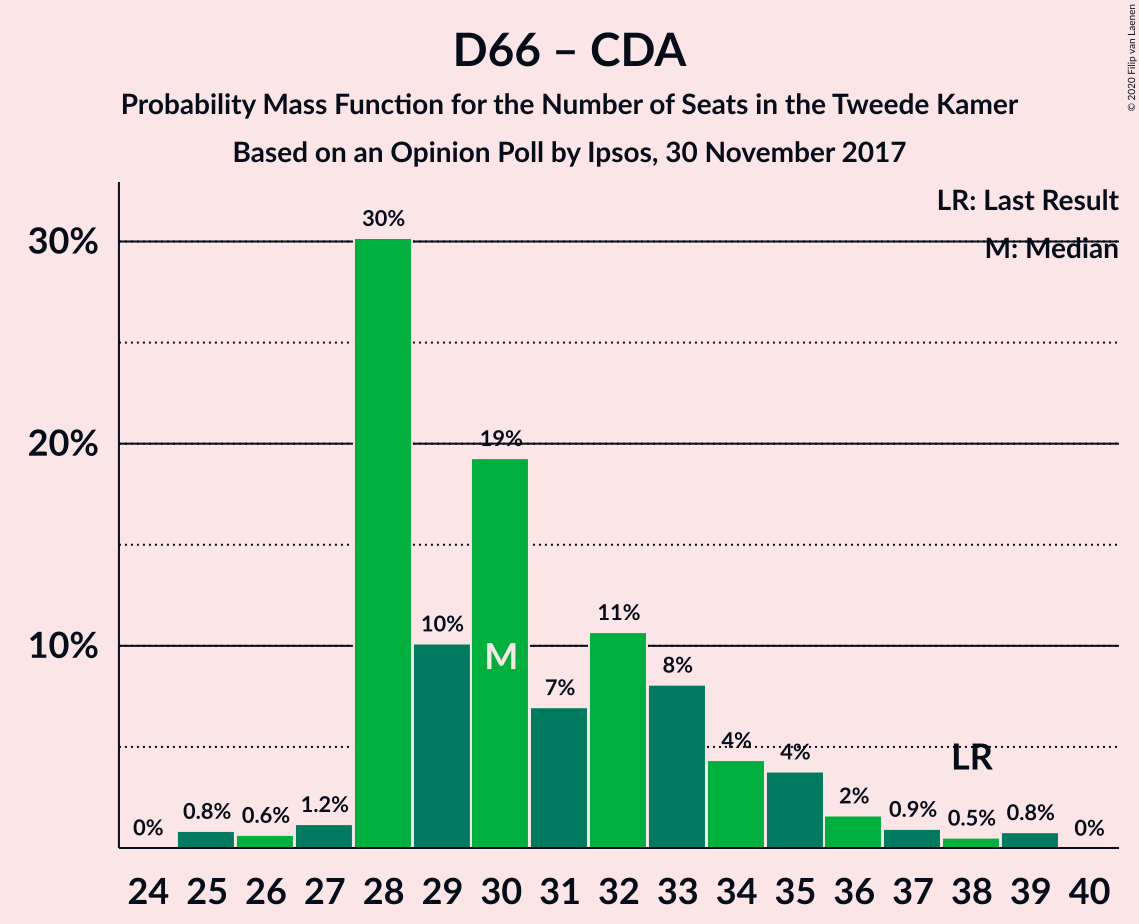 D66 – CDA
Probability Mass Function for the Number of Seats in the Tweede Kamer
Based on an Opinion Poll by Ipsos, 30 November 2017
© 2020 Filip van Laenen
LR: Last Result
M: Median
30%
20%
10%
0%
0.8%
0.6%
1.2%
30%
10%
19%
7%
11%
8%
4%
4%
2%
0.9%
0.5%
0.8%
0%
M
LR
24 25 26 27 28 29 30 31 32 33 34 35 36 37 38 39 40